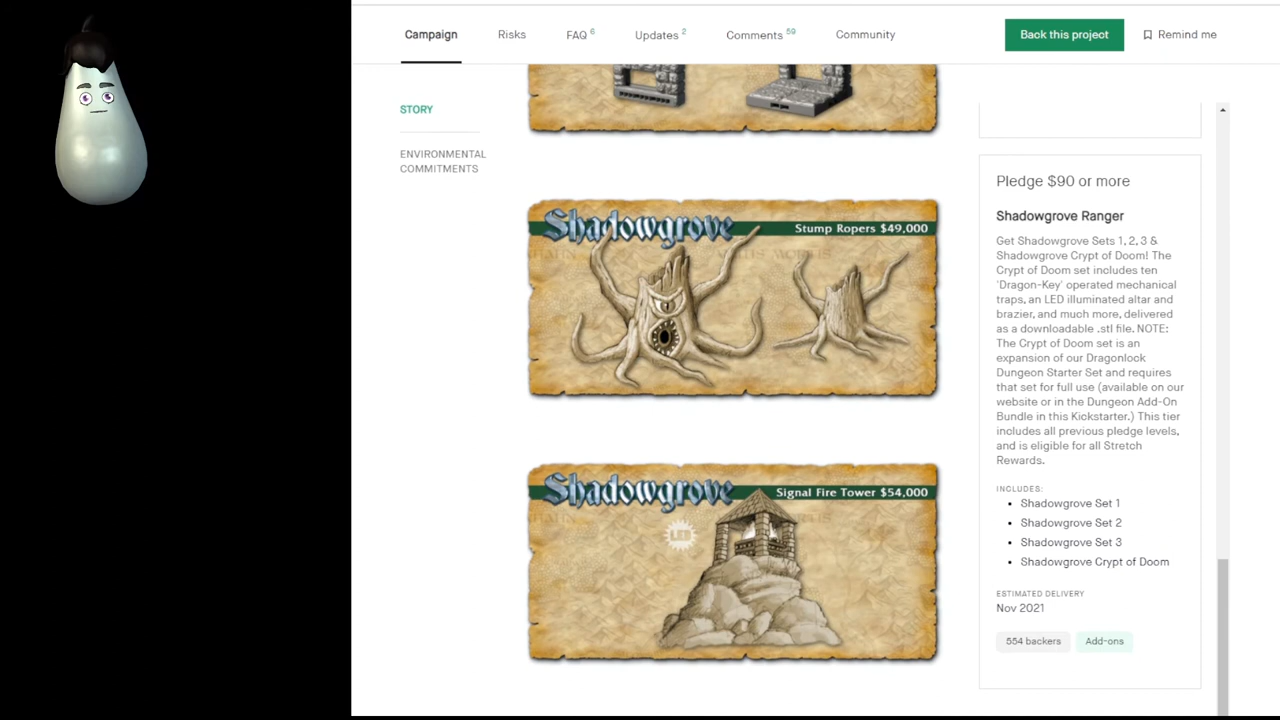 Campaign
Risks
FAQ 6
Updates 2
Comments 59
Community
Back this project
Remind me
STORY
ENVIRONMENTAL
COMMITMENTS
Shadowgrove
Stump Ropers $49,000
Shadowgrove
Signal Fire Tower $54,000
LED
Pledge $90 or more
Shadowgrove Ranger
Get Shadowgrove Sets 1, 2, 3 &
Shadowgrove Crypt of Doom! The
Crypt of Doom set includes ten
'Dragon-Key' operated mechanical
traps, an LED illuminated altar and
brazier, and much more, delivered
as a downloadable .stl file. NOTE:
The Crypt of Doom set is an
expansion of our Dragonlock
Dungeon Starter Set and requires
that set for full use (available on our
website or in the Dungeon Add-On
Bundle in this Kickstarter.) This tier
includes all previous pledge levels,
and is eligible for all Stretch
Rewards.
INCLUDES:
Shadowgrove Set 1
Shadowgrove Set 2
Shadowgrove Set 3
Shadowgrove Crypt of Doom
ESTIMATED DELIVERY
Nov 2021
554 backers
Add-ons